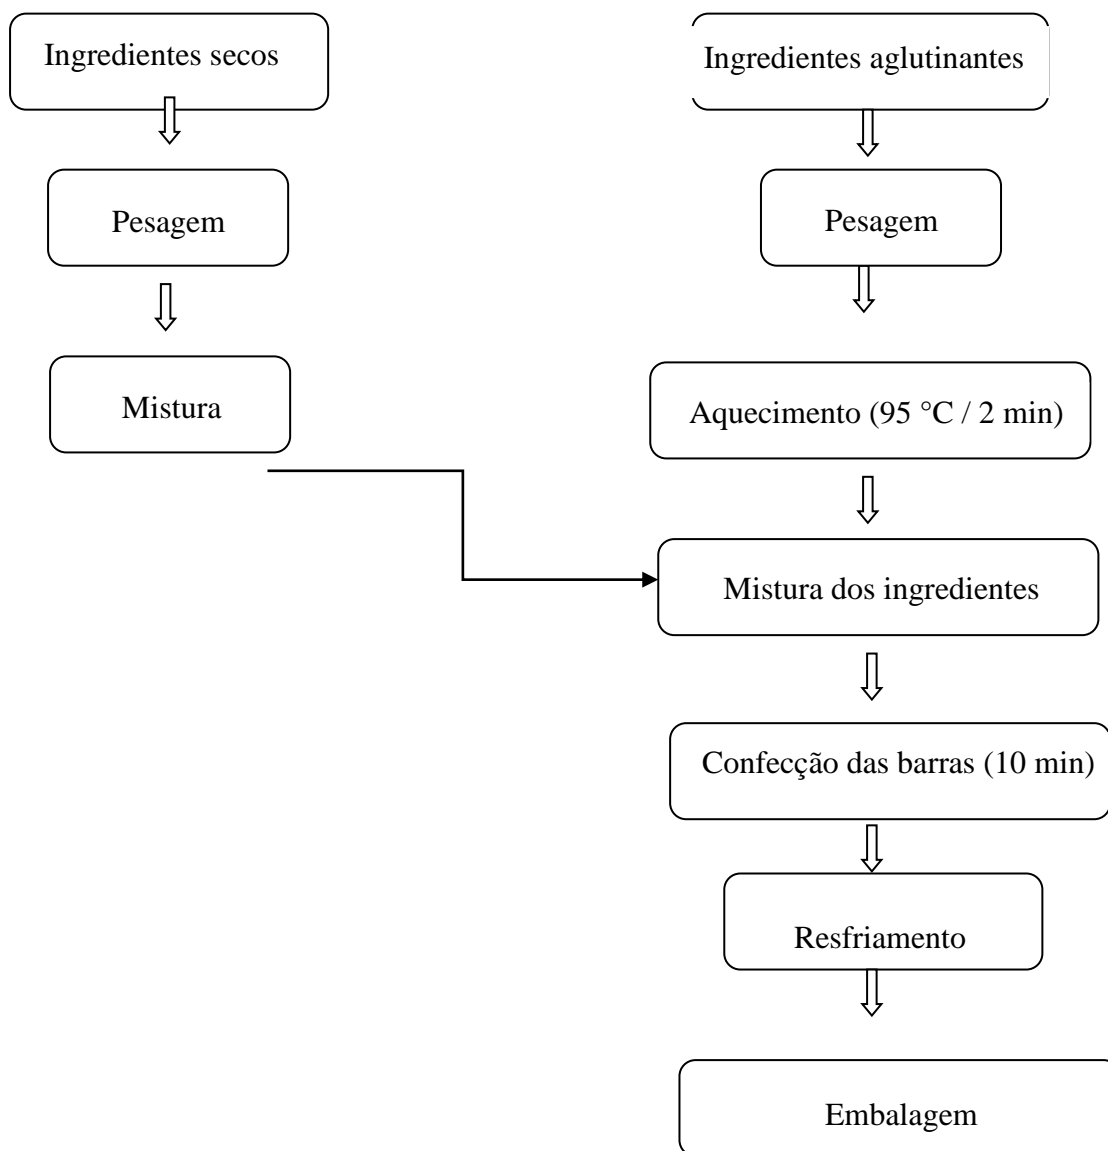 Ingredientes secos
Ingredientes aglutinantes
Pesagem
Pesagem
Mistura
Aquecimento (95 °C / 2 min)
Mistura dos ingredientes
Confecção das barras (10 min)
Resfriamento
Embalagem